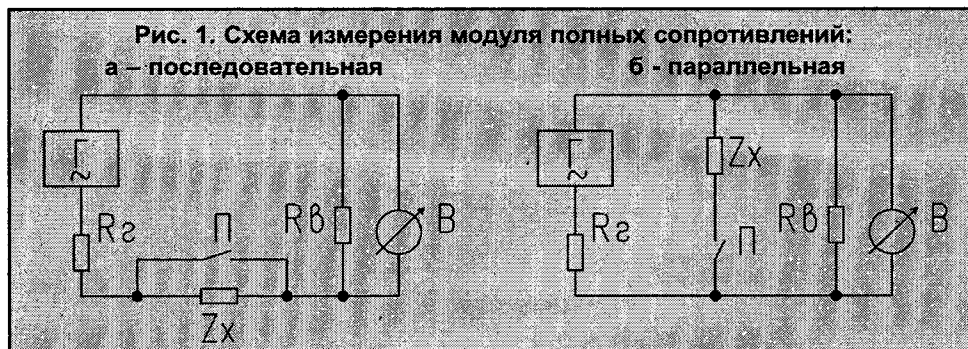 Рис. 1. Схема измерения модуля полных сопротивлений:
а – последовательная б - параллельная
Г
~
Rг
П
Zx
Rв
В
Г
~
Rг
Zx
П
Rв
В